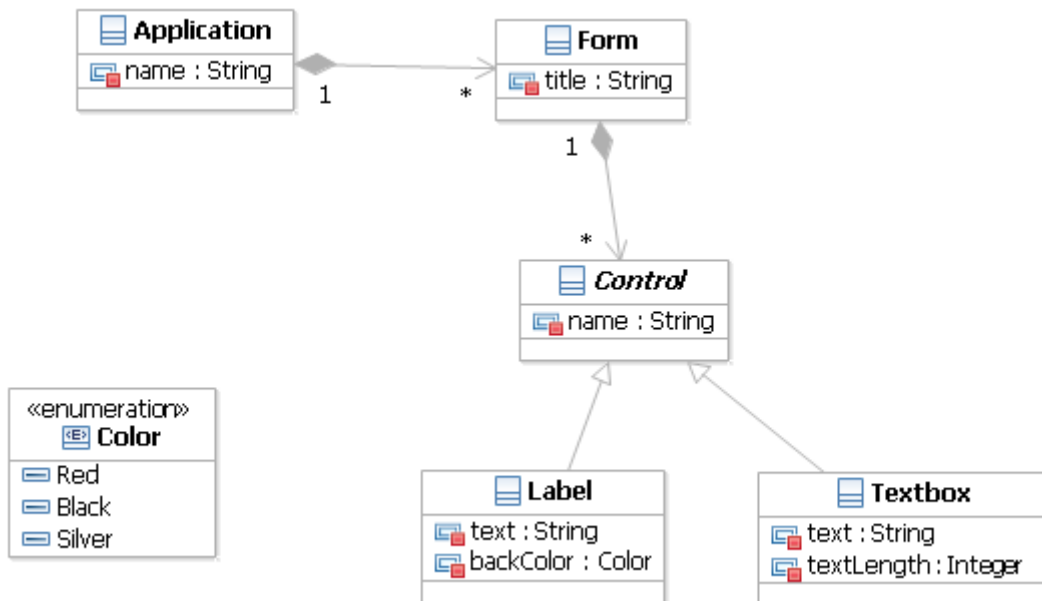 Application
name : String
1
*
Form
title : String
1
*
Control
name : String
«enumeration»
<E> Color
Red
Black
Silver
Label
text : String
backColor : Color
Textbox
text : String
textLength : Integer